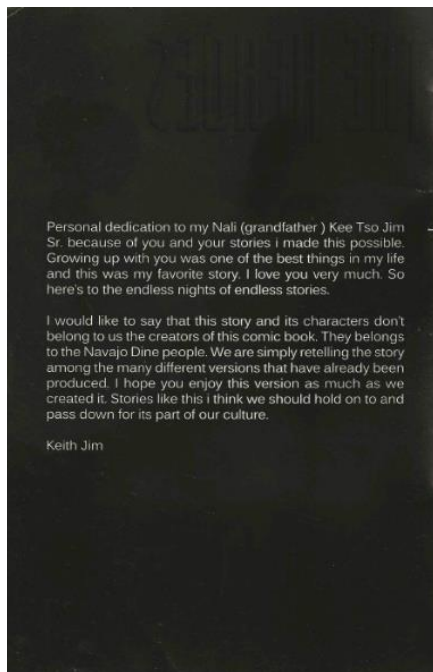 Personal dedication to my Nali (grandfather ) Kee Tso Jim
Sr. because of you and your stories i made this possible.
Growing up with you was one of the best things in my life
and this was my favorite story. I love you very much. So
here's to the endless nights of endless stories.
I would like to say that this story and its characters don't
belong to us the creators of this comic book. They belongs
to the Navajo Dine people. We are simply retelling the story
among the many different versions that have already been
produced. I hope you enjoy this version as much as we
created it. Stories like this i think we should hold on to and
pass down for its part of our culture.
Keith Jim